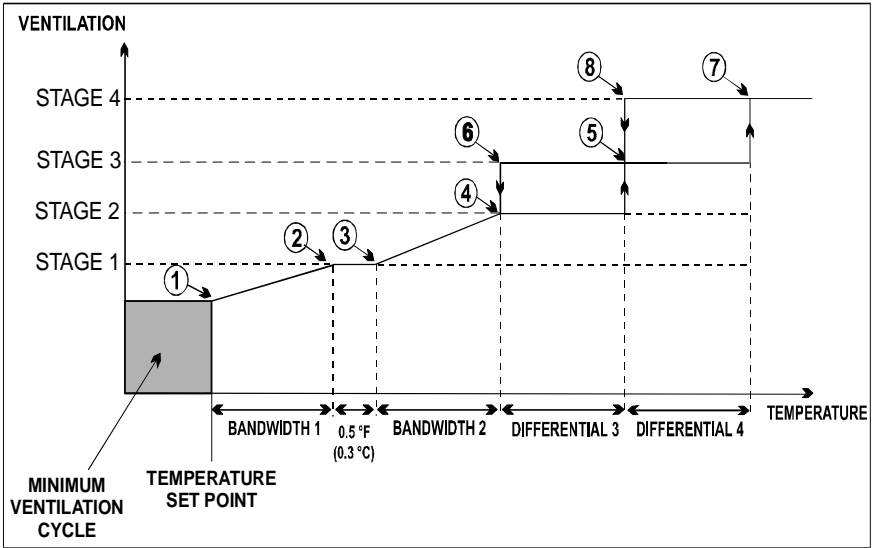 VENTILATION
8
7
STAGE 4
6
5
STAGE 3
4
STAGE 2
2
3
STAGE 1
1
TEMPERATURE
BANDWIDTH 1
0.5 °F
(0.3 °C)
BANDWIDTH 2
DIFFERENTIAL 3
DIFFERENTIAL 4
MINIMUM
VENTILATION
CYCLE
TEMPERATURE
SET POINT